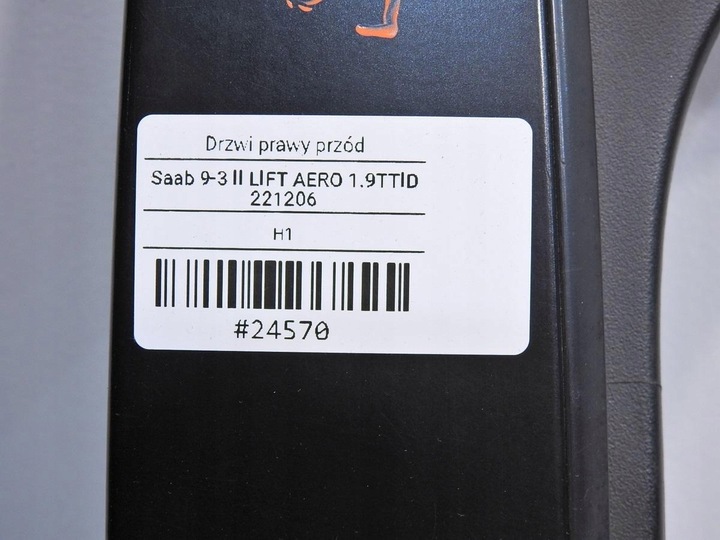 Drzwi prawy przód
Saab 9-3 II LIFT AERO 1.9TTID
221206
H1
#24570